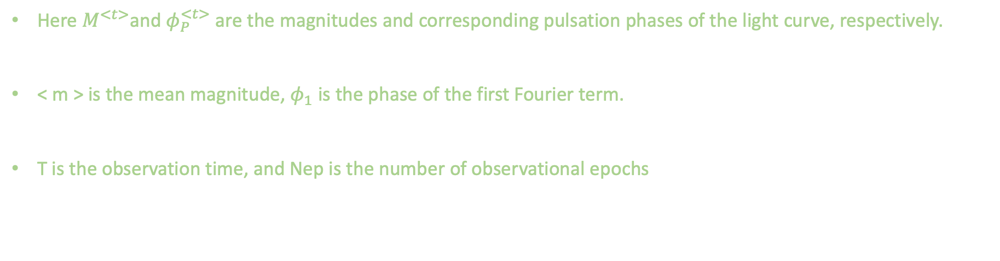 • Here M<t> and ϕP<t> are the magnitudes and corresponding pulsation phases of the light curve, respectively.
• < m > is the mean magnitude, ϕ1 is the phase of the first Fourier term.
• T is the observation time, and Nep is the number of observational epochs